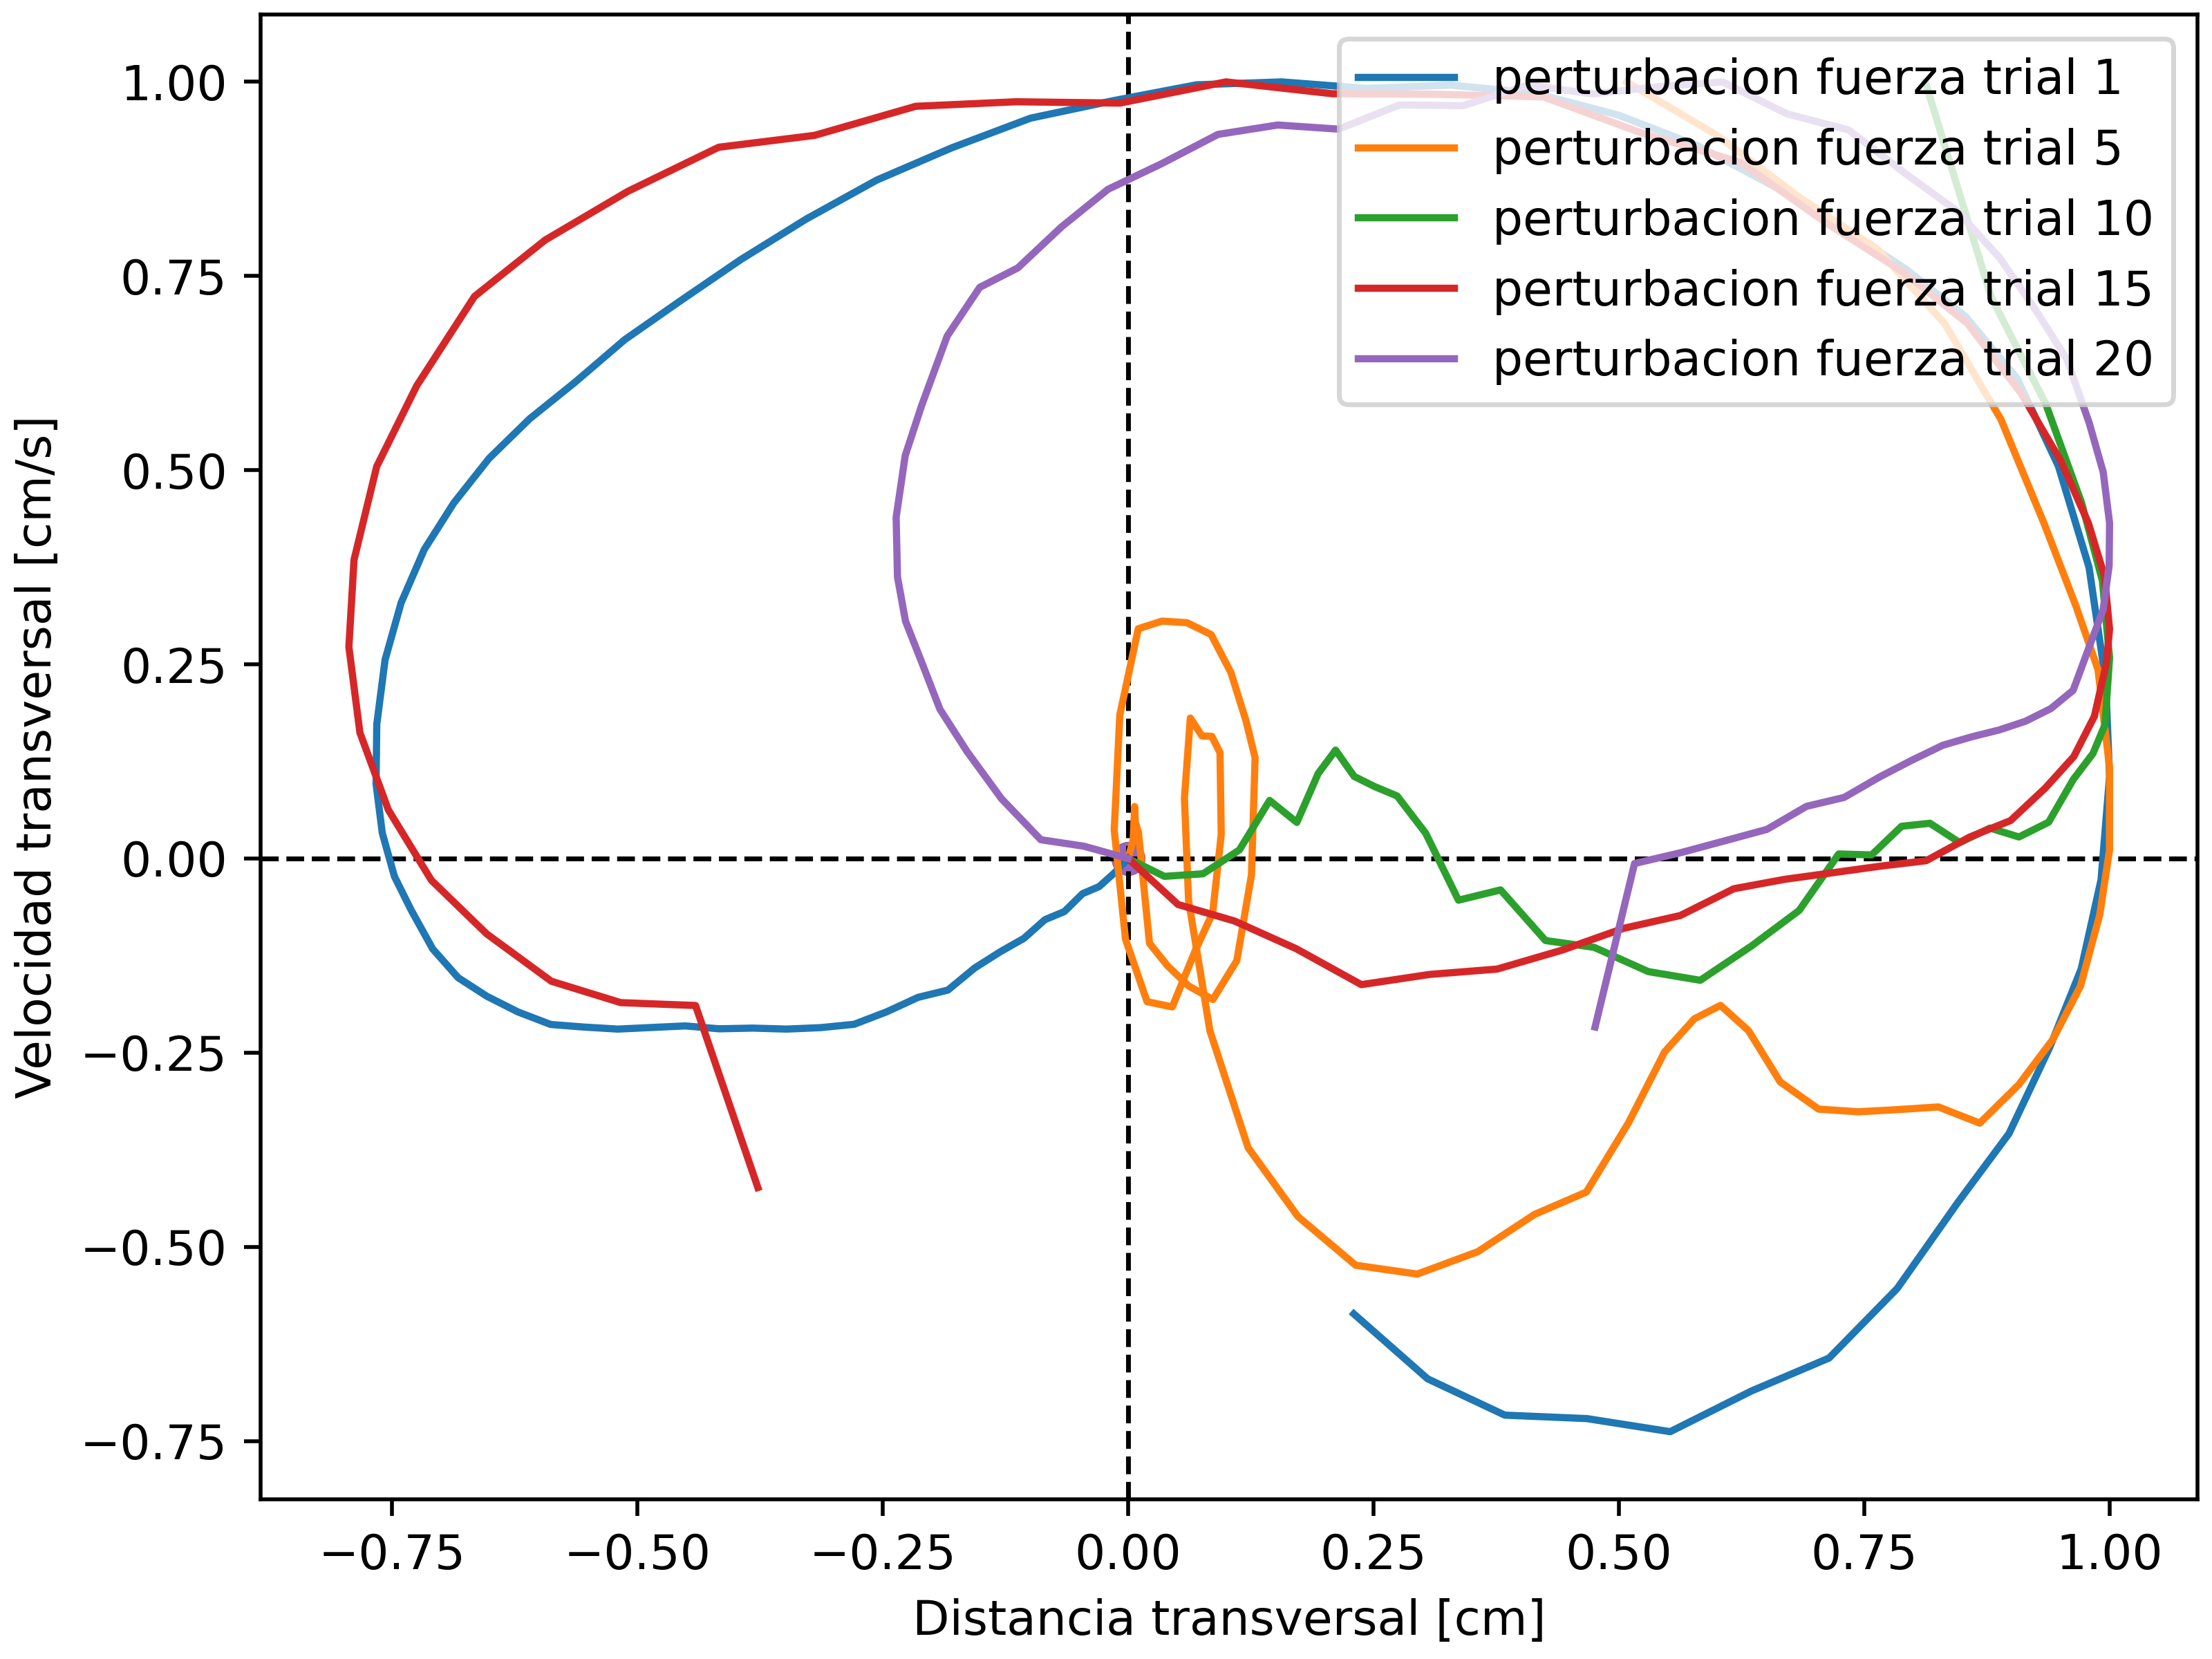 perturbacion fuerza trial 1
perturbacion fuerza trial 5
perturbacion fuerza trial 10
perturbacion fuerza trial 15
perturbacion fuerza trial 20
1.00
0.75
0.50
0.25
0.00
−0.25
−0.50
−0.75
Velocidad transversal [cm/s]
−0.75 −0.50 −0.25 0.00 0.25 0.50 0.75 1.00
Distancia transversal [cm]